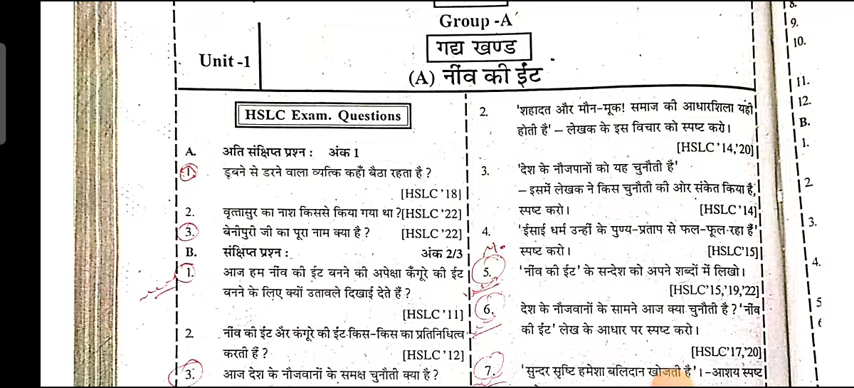 Group -A
Unit -1
गद्य खण्ड
(A) नींव की ईंट
HSLC Exam. Questions
A. अति संक्षिप्त प्रश्न : अंक 1
1. डूबने से डरने वाला व्यक्ति कहाँ बैठा रहता है ?
[HSLC '18]
2. वृत्तासुर का नाश किससे किया गया था ?[HSLC '22]
3. बेनीपुरी जी का पूरा नाम क्या है ? [HSLC '22]
B. संक्षिप्त प्रश्न : अंक 2/3
1. आज हम नींव की ईंट बनने की अपेक्षा कँगूरे की ईंट
बनने के लिए क्यों उतावले दिखाई देते हैं ?
[HSLC '11]
2. नींव की ईंट और कंगूरे की ईंट किस-किस का प्रतिनिधित्व
करती हैं ? [HSLC '12]
3. आज देश के नौजवानों के समक्ष चुनौती क्या है ?
2. 'शहादत और मौन-मूक! समाज की आधारशिला यही
होती है' – लेखक के इस विचार को स्पष्ट करो।
[HSLC '14,'20]
3. 'देश के नौजपानों को यह चुनौती है'
– इसमें लेखक ने किस चुनौती की ओर संकेत किया है,
स्पष्ट करो। [HSLC '14]
4. 'ईसाई धर्म उन्हीं के पुण्य-प्रताप से फल-फूल रहा है'
स्पष्ट करो। [HSLC'15]
5. 'नींव की ईंट' के सन्देश को अपने शब्दों में लिखो।
[HSLC'15,'19,'22]
6. देश के नौजवानों के सामने आज क्या चुनौती है ? 'नींव
की ईंट' लेख के आधार पर स्पष्ट करो।
[HSLC'17,'20]
7. 'सुन्दर सृष्टि हमेशा बलिदान खोजती है'।–आशय स्पष्ट
8.
9.
10.
11.
12.
B.
1.
2.
3.
4.
5